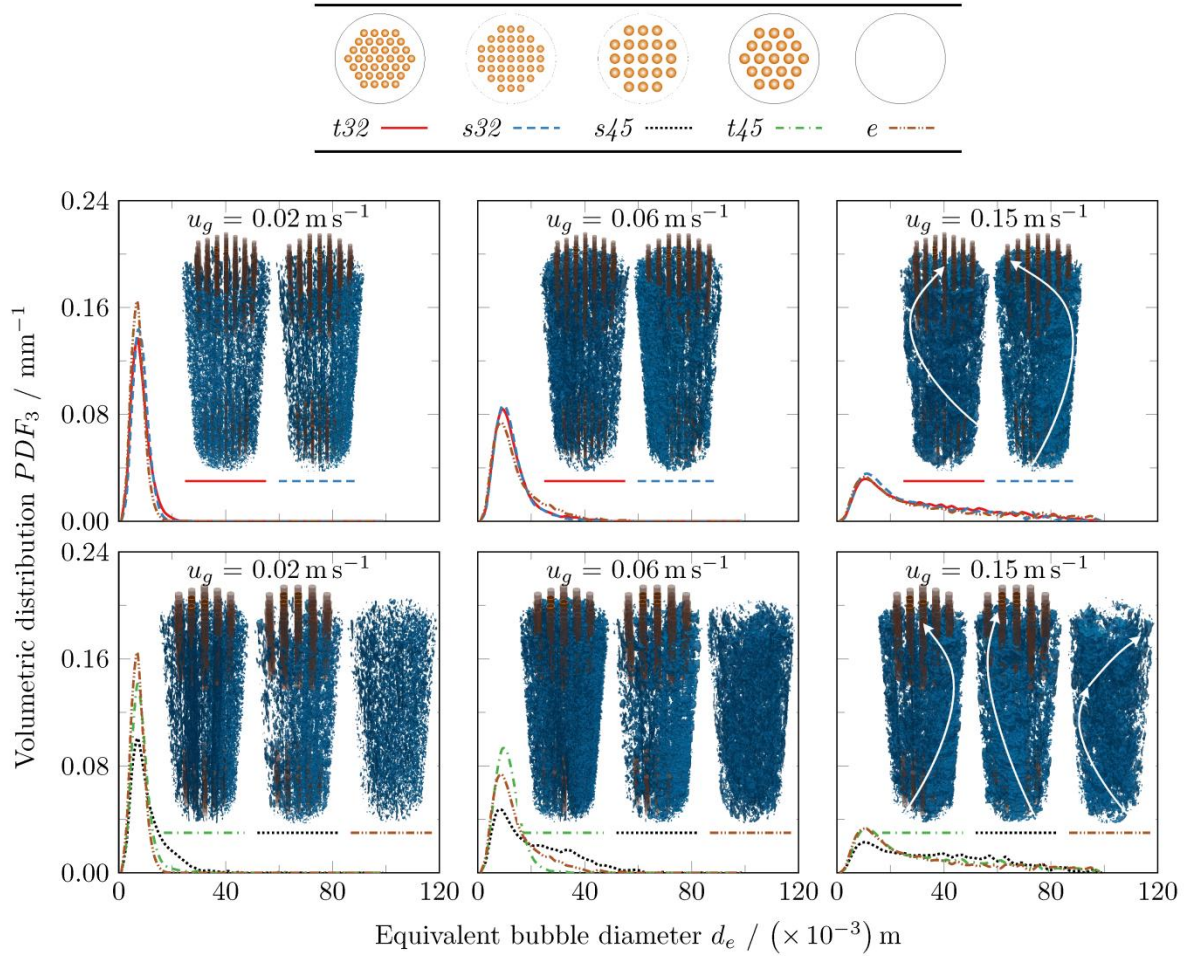 t32 s32 s45 t45 e
Volumetric distribution PDF₃ / mm⁻¹
0.24
0.16
0.08
0.00
u_g = 0.02 m s⁻¹
u_g = 0.06 m s⁻¹
u_g = 0.15 m s⁻¹
0.24
0.16
0.08
0.00
u_g = 0.02 m s⁻¹
u_g = 0.06 m s⁻¹
u_g = 0.15 m s⁻¹
0 40 80 120
0 40 80 120
0 40 80 120
Equivalent bubble diameter d_e / (× 10⁻³) m